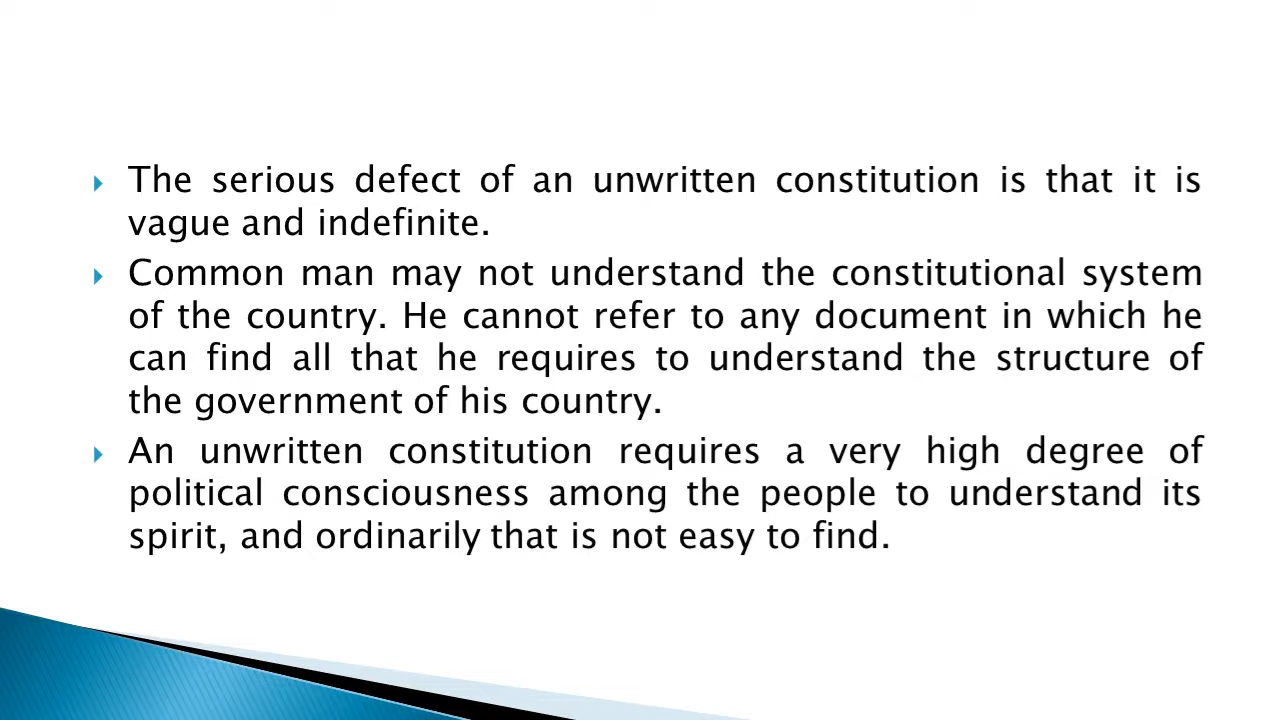 The serious defect of an unwritten constitution is that it is
vague and indefinite.
Common man may not understand the constitutional system
of the country. He cannot refer to any document in which he
can find all that he requires to understand the structure of
the government of his country.
An unwritten constitution requires a very high degree of
political consciousness among the people to understand its
spirit, and ordinarily that is not easy to find.